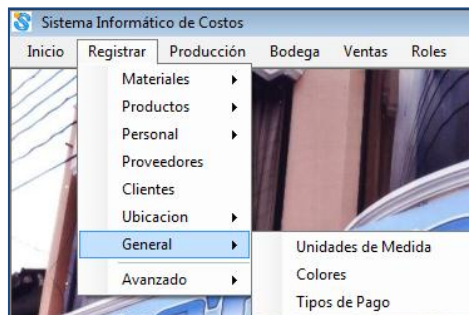 Sistema Informático de Costos
Inicio Registrar Producción Bodega Ventas Roles
Materiales
Productos
Personal
Proveedores
Clientes
Ubicacion
General
Avanzado
Unidades de Medida
Colores
Tipos de Pago